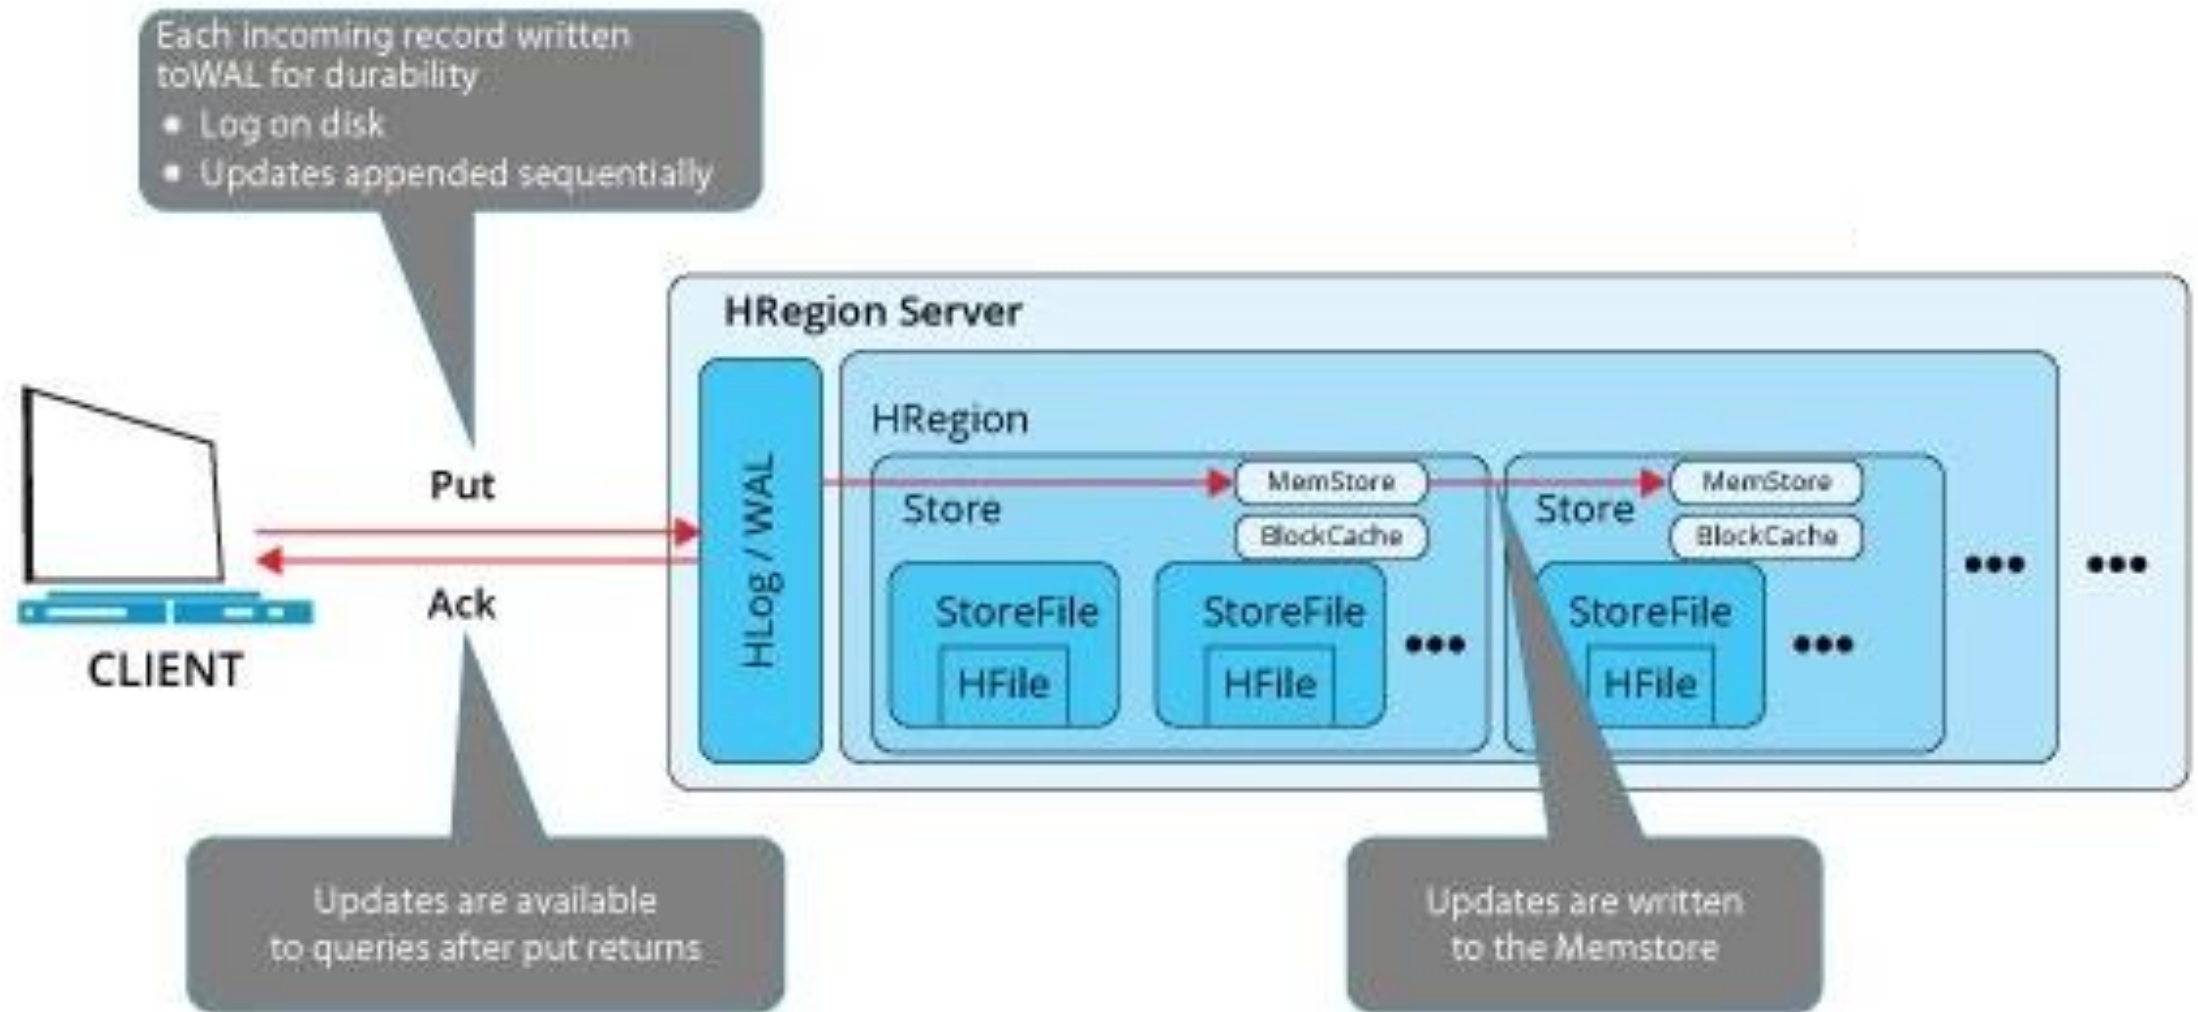 Each incoming record written
toWAL for durability
• Log on disk
• Updates appended sequentially
HRegion Server
HRegion
Put
Ack
CLIENT
HLog / WAL
Store
MemStore
BlockCache
StoreFile
HFile
StoreFile
HFile
•••
Store
MemStore
BlockCache
StoreFile
HFile
•••
•••
•••
Updates are available
to queries after put returns
Updates are written
to the Memstore